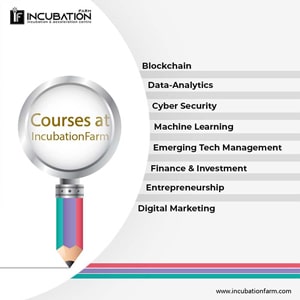 IF INCUBATION
FARM
incubation & acceleration centre
Courses at
IncubationFarm
Blockchain
Data-Analytics
Cyber Security
Machine Learning
Emerging Tech Management
Finance & Investment
Entrepreneurship
Digital Marketing
www.incubationfarm.com